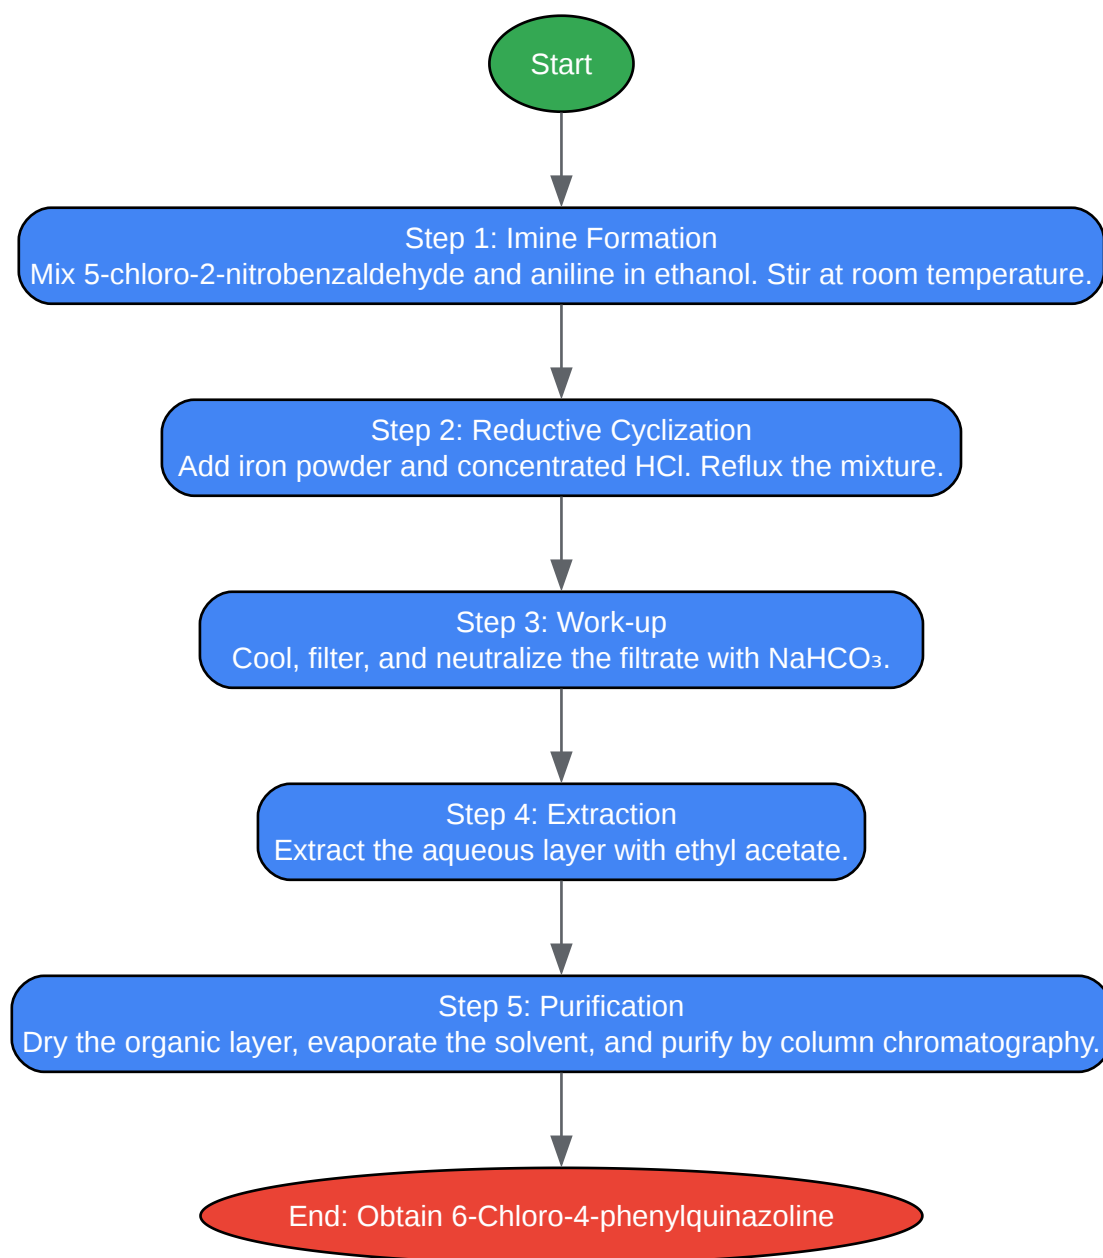 Start
Step 1: Imine Formation
Mix 5-chloro-2-nitrobenzaldehyde and aniline in ethanol. Stir at room temperature.
Step 2: Reductive Cyclization
Add iron powder and concentrated HCl. Reflux the mixture.
Step 3: Work-up
Cool, filter, and neutralize the filtrate with NaHCO₃.
Step 4: Extraction
Extract the aqueous layer with ethyl acetate.
Step 5: Purification
Dry the organic layer, evaporate the solvent, and purify by column chromatography.
End: Obtain 6-Chloro-4-phenylquinazoline